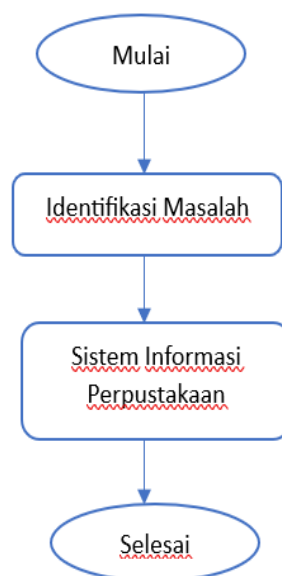 Mulai
Identifikasi Masalah
Sistem Informasi
Perpustakaan
Selesai